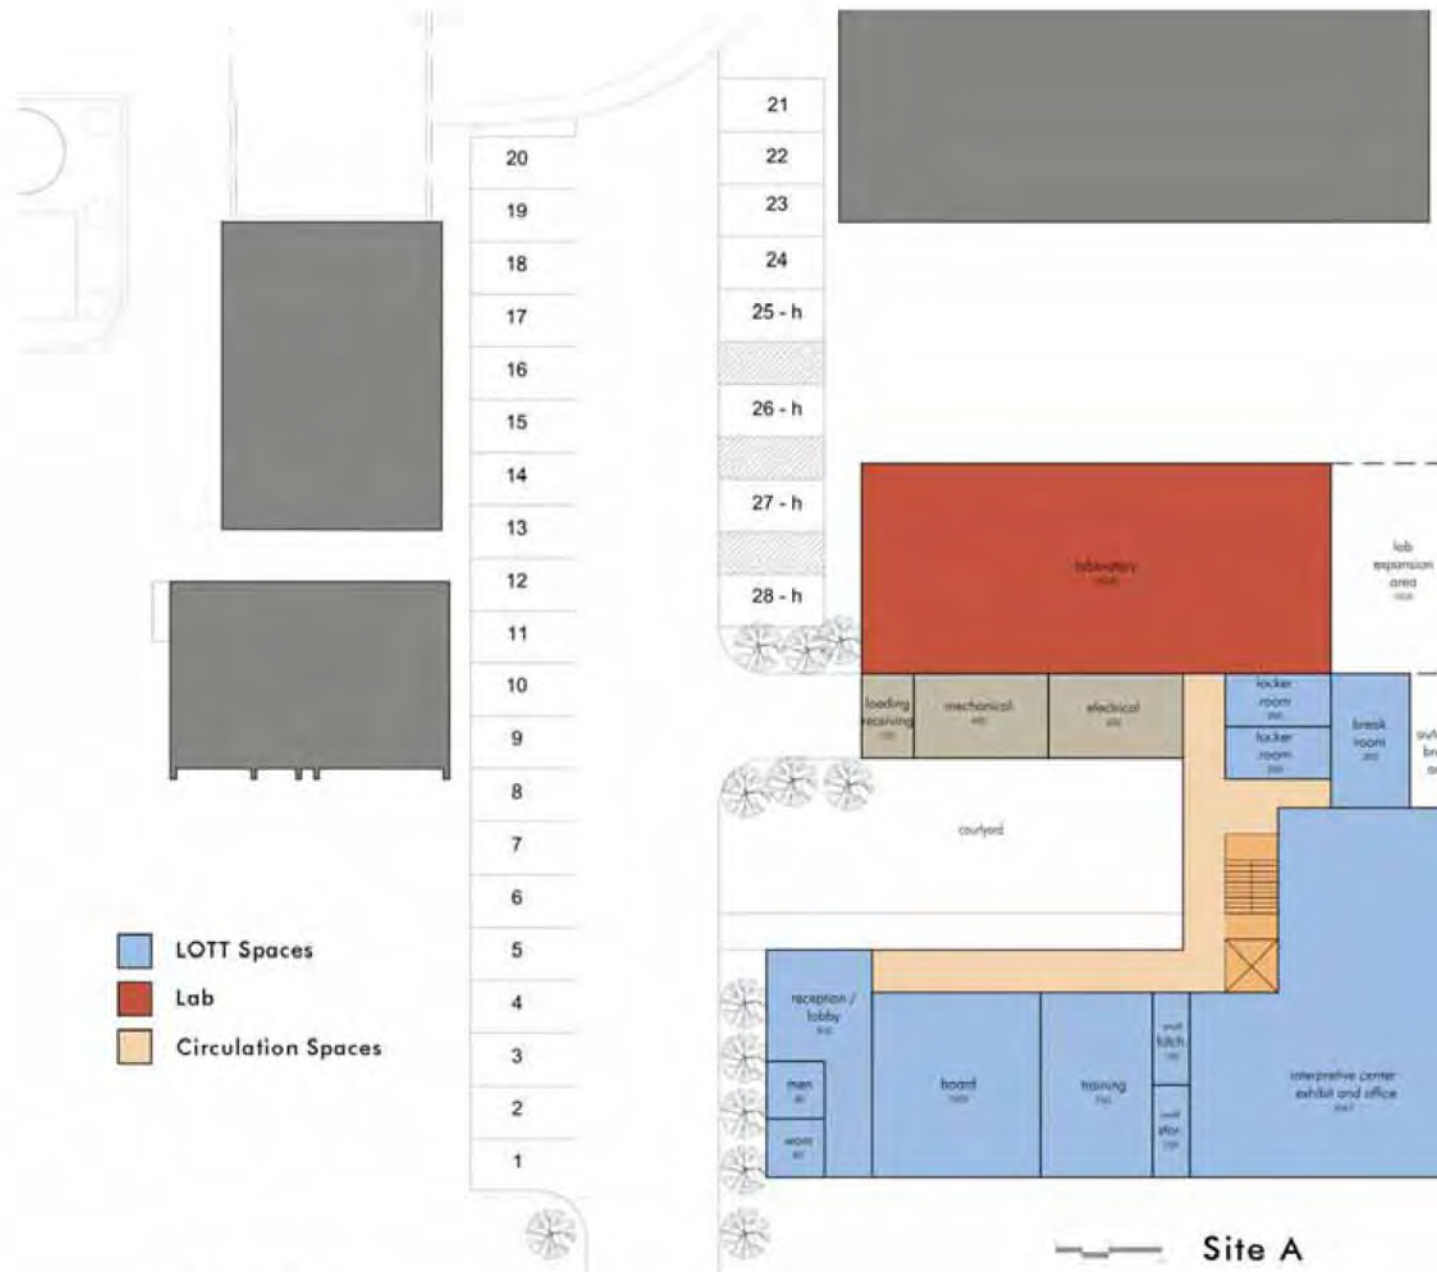 21
20
22
19
23
18
24
17
25 - h
16
26 - h
15
14
27 - h
13
12
28 - h
11
10
9
8
7
6
5
4
3
2
1
laboratory
lab
expansion
area
loading
receiving
mechanical
electrical
locker
room
locker
room
break
room
courtyard
LOTT Spaces
Lab
Circulation Spaces
reception /
lobby
men
wom
board
training
kitch.
stor.
interpretive center
exhibit and office
Site A